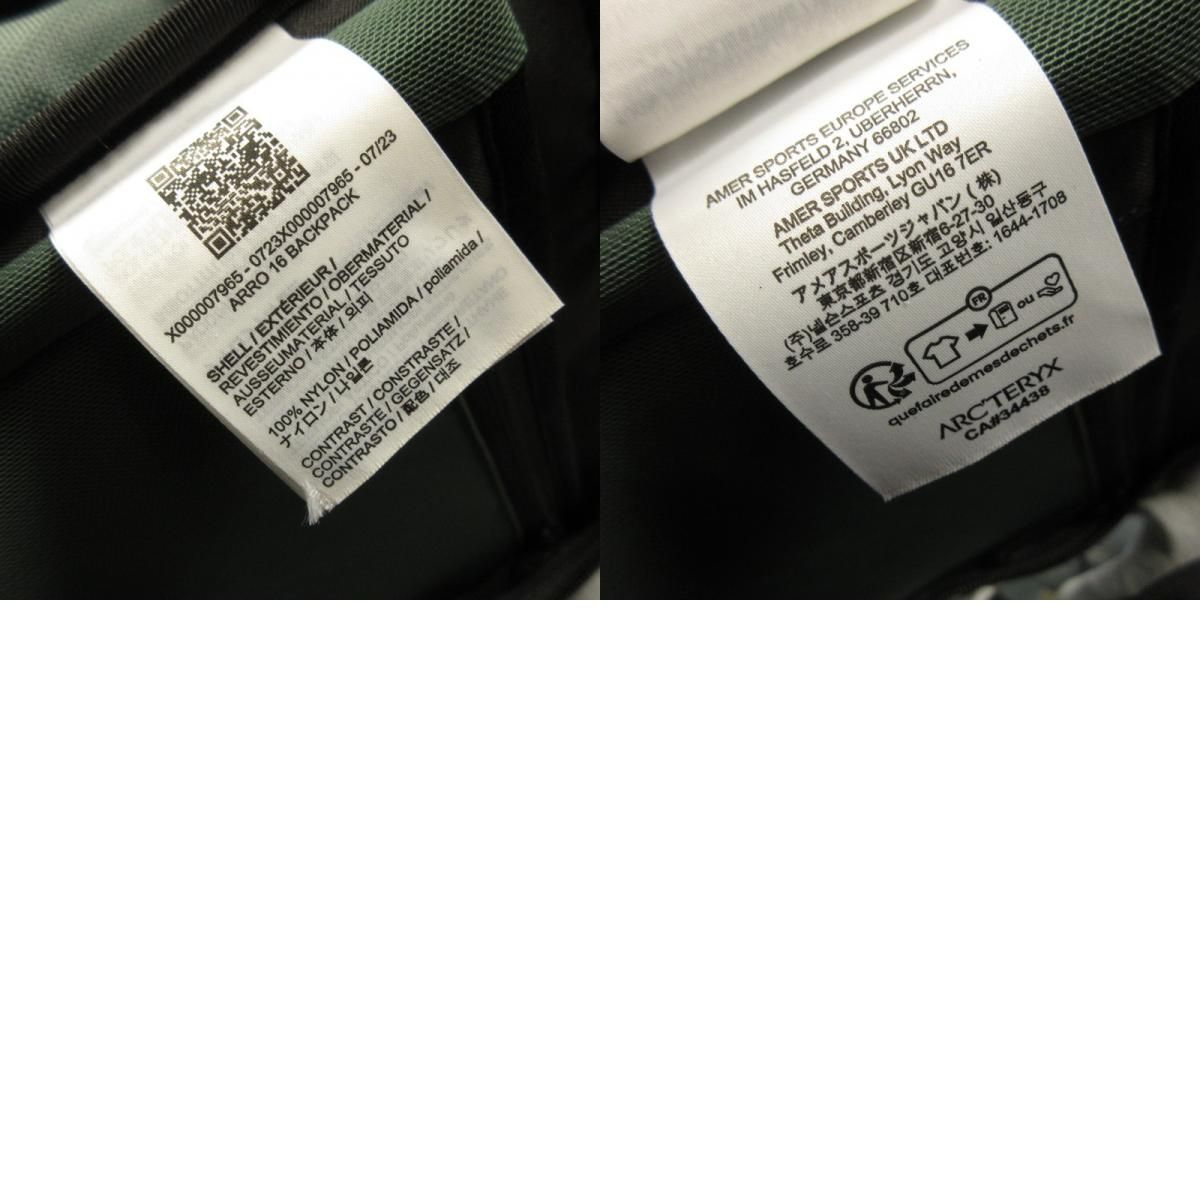 X000007965 - 0723X000007965 - 07/23
ARRO 16 BACKPACK
SHELL / EXTÉRIEUR /
REVESTIMIENTO / OBERMATERIAL /
AUSSEUMATERIAL / TESSUTO
ESTERNO / 本体 / 외피
100% NYLON / POLIAMIDA / poliamida /
ナイロン / 나일론
CONTRAST / CONSTRASTE /
CONTRASTE / GEGENSATZ /
CONTRASTO / 配色 / 대조
AMER SPORTS EUROPE SERVICES
IM HASFELD 2, UBERHERRN,
GERMANY 66802
AMER SPORTS UK LTD
Theta Building, Lyon Way
Frimley, Camberley GU16 7ER
アメアスポーツジャパン (株)
東京都新宿区新宿6-27-30
(주)넬슨스포츠 경기도 고양시 일산동구
호수로 358-39 710호 대표번호: 1644-1708
FR
ou
quefairedemesdechets.fr
ARC'TERYX
CA#34438